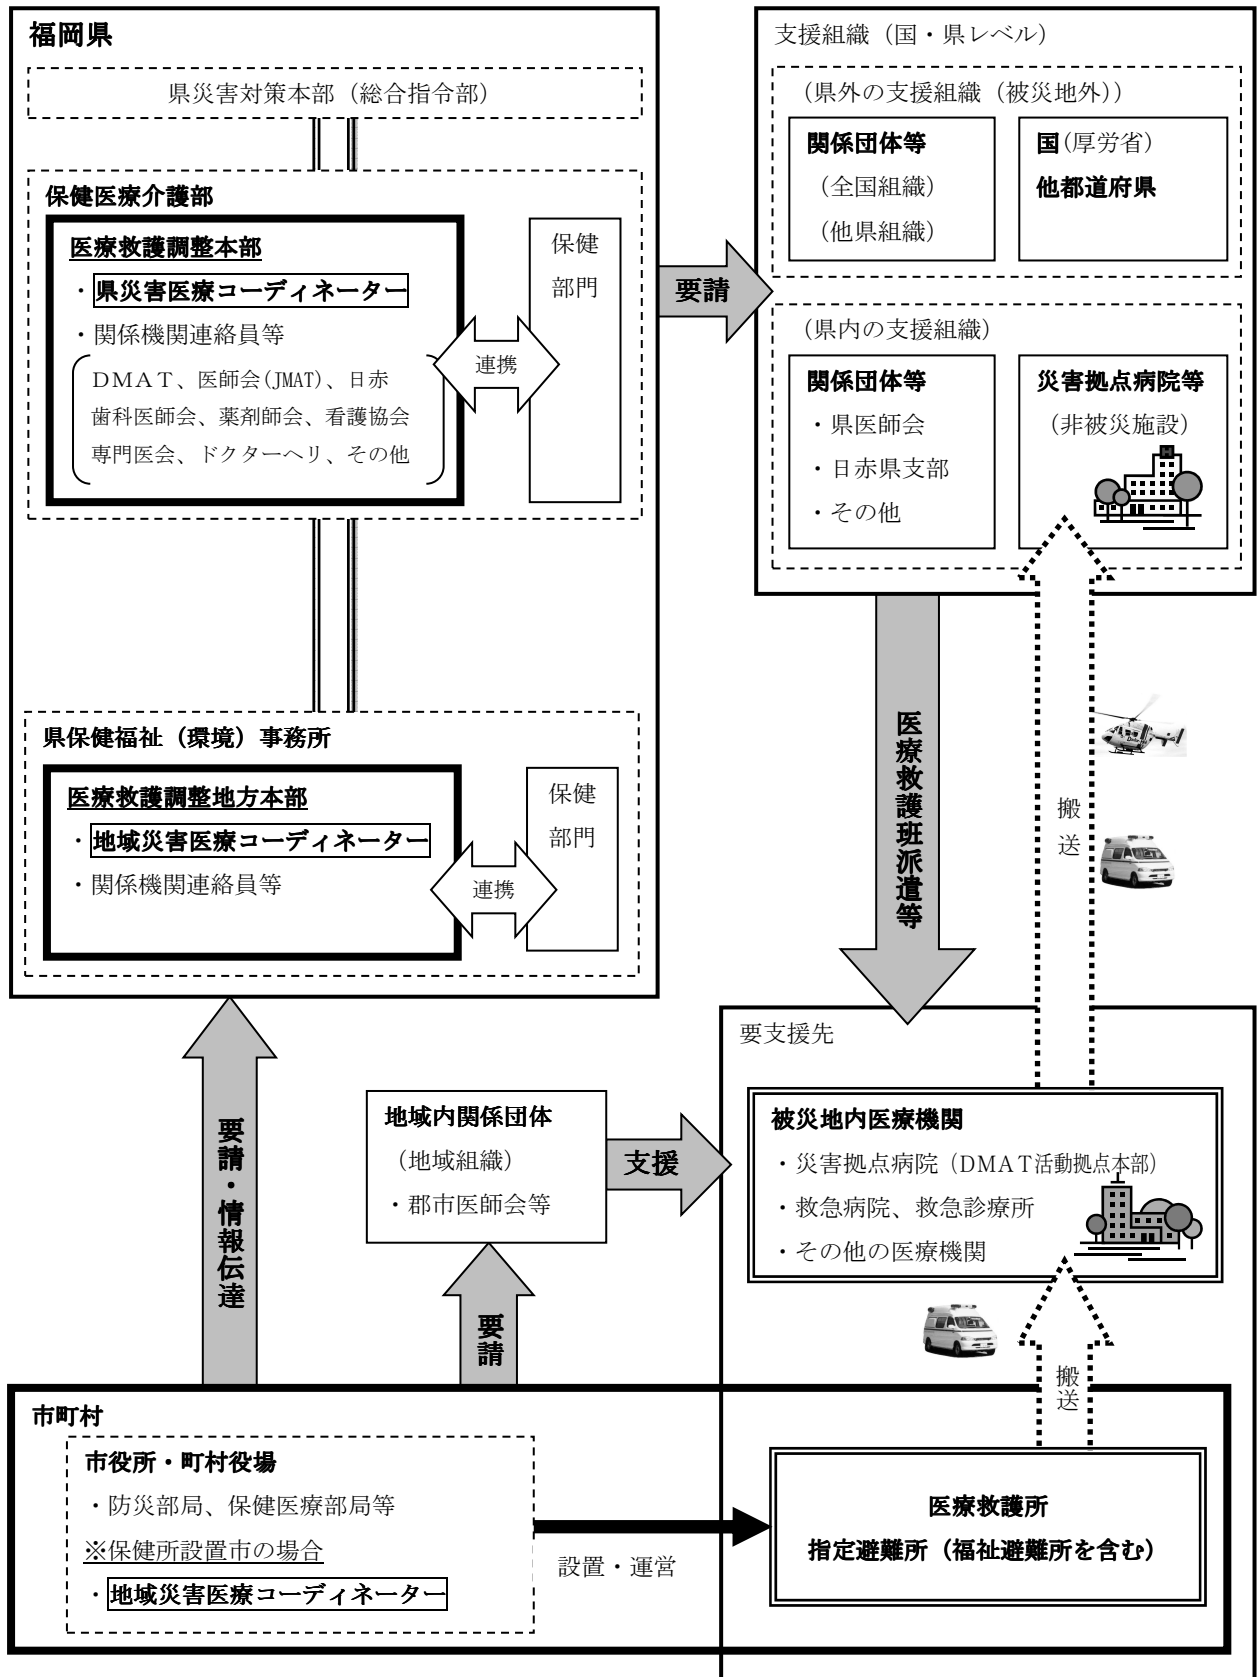 福岡県
県災害対策本部（総合指令部）
保健医療介護部
医療救護調整本部
・県災害医療コーディネーター
・関係機関連絡員等
ＤＭＡＴ、医師会(JMAT)、日赤
歯科医師会、薬剤師会、看護協会
専門医会、ドクターヘリ、その他
連携
保健
部門
県保健福祉（環境）事務所
医療救護調整地方本部
・地域災害医療コーディネーター
・関係機関連絡員等
連携
保健
部門
要請
支援組織（国・県レベル）
（県外の支援組織（被災地外））
関係団体等
（全国組織）
（他県組織）
国(厚労省)
他都道府県
（県内の支援組織）
関係団体等
・県医師会
・日赤県支部
・その他
災害拠点病院等
（非被災施設）
医療救護班派遣等
搬送
要請・情報伝達
地域内関係団体
（地域組織）
・郡市医師会等
支援
要請
要支援先
被災地内医療機関
・災害拠点病院（DMAT活動拠点本部）
・救急病院、救急診療所
・その他の医療機関
搬送
市町村
市役所・町村役場
・防災部局、保健医療部局等
※保健所設置市の場合
・地域災害医療コーディネーター
設置・運営
医療救護所
指定避難所（福祉避難所を含む）